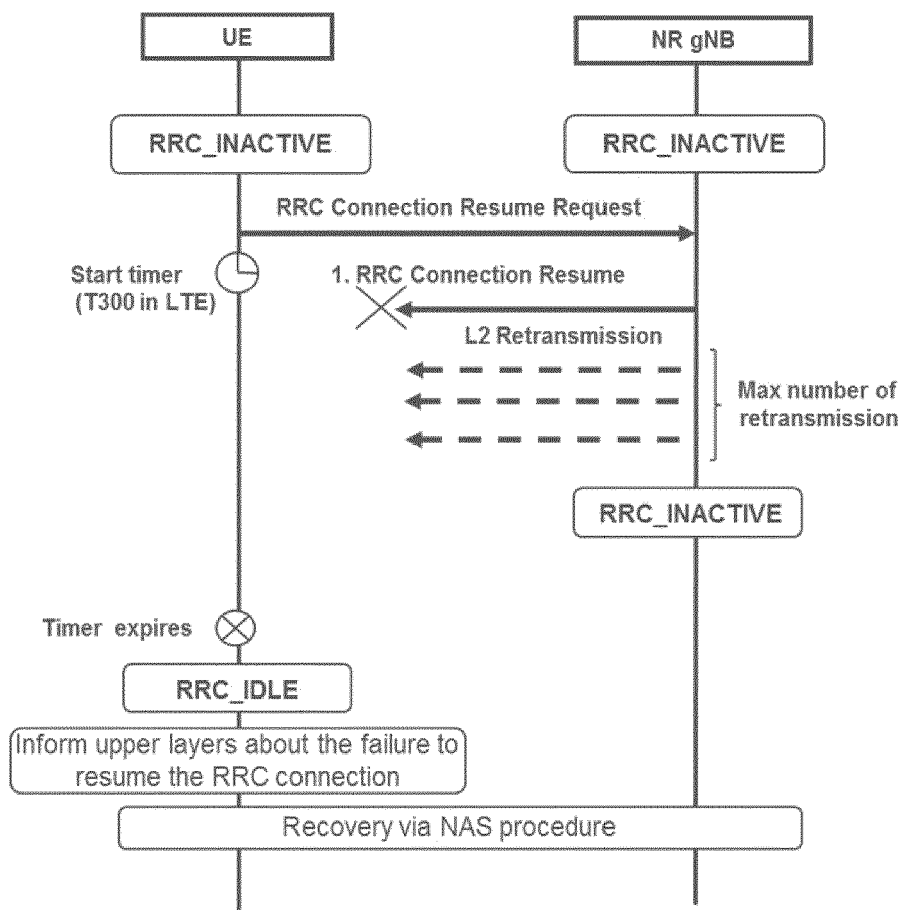 UE
NR gNB
RRC_INACTIVE
RRC_INACTIVE
RRC Connection Resume Request
Start timer
(T300 in LTE)
1. RRC Connection Resume
L2 Retransmission
Max number of
retransmission
RRC_INACTIVE
Timer expires
RRC_IDLE
Inform upper layers about the failure to
resume the RRC connection
Recovery via NAS procedure